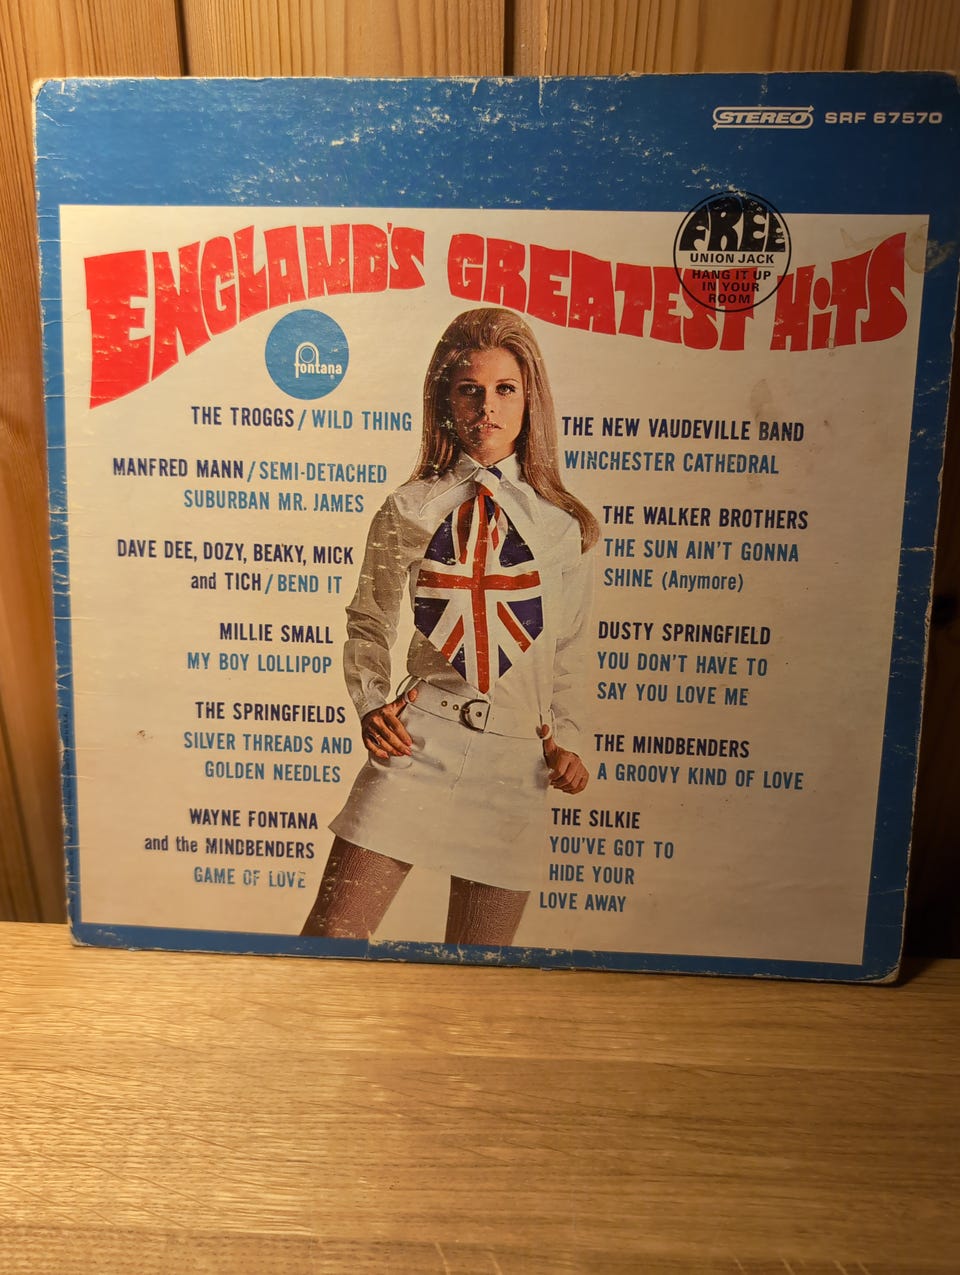 STEREO SRF 67570
ENGLAND'S GREATEST HITS
FREE
UNION JACK
HANG IT UP
IN YOUR
ROOM
fontana
THE TROGGS / WILD THING
MANFRED MANN / SEMI-DETACHED
SUBURBAN MR. JAMES
DAVE DEE, DOZY, BEAKY, MICK
and TICH / BEND IT
MILLIE SMALL
MY BOY LOLLIPOP
THE SPRINGFIELDS
SILVER THREADS AND
GOLDEN NEEDLES
WAYNE FONTANA
and the MINDBENDERS
GAME OF LOVE
THE NEW VAUDEVILLE BAND
WINCHESTER CATHEDRAL
THE WALKER BROTHERS
THE SUN AIN'T GONNA
SHINE (Anymore)
DUSTY SPRINGFIELD
YOU DON'T HAVE TO
SAY YOU LOVE ME
THE MINDBENDERS
A GROOVY KIND OF LOVE
THE SILKIE
YOU'VE GOT TO
HIDE YOUR
LOVE AWAY